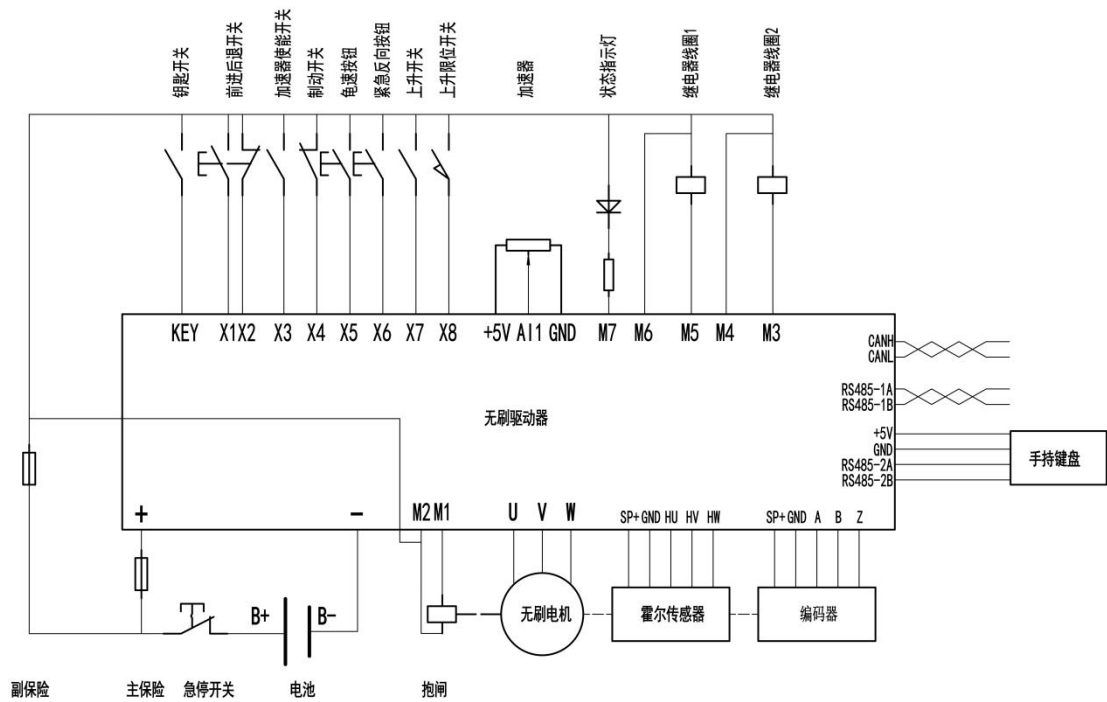 钥匙开关
前进后退开关
加速器使能开关
制动开关
龟速按钮
紧急反向按钮
上升开关
上升限位开关
加速器
状态指示灯
继电器线圈1
继电器线圈2
KEY X1 X2 X3 X4 X5 X6 X7 X8 +5V AI1 GND M7 M6 M5 M4 M3
CANH
CANL
RS485-1A
RS485-1B
无刷驱动器
+5V
GND
RS485-2A
RS485-2B
手持键盘
+ - M2 M1 U V W SP+ GND HU HV HW SP+ GND A B Z
B+ B-
无刷电机
霍尔传感器
编码器
副保险 主保险 急停开关 电池 抱闸